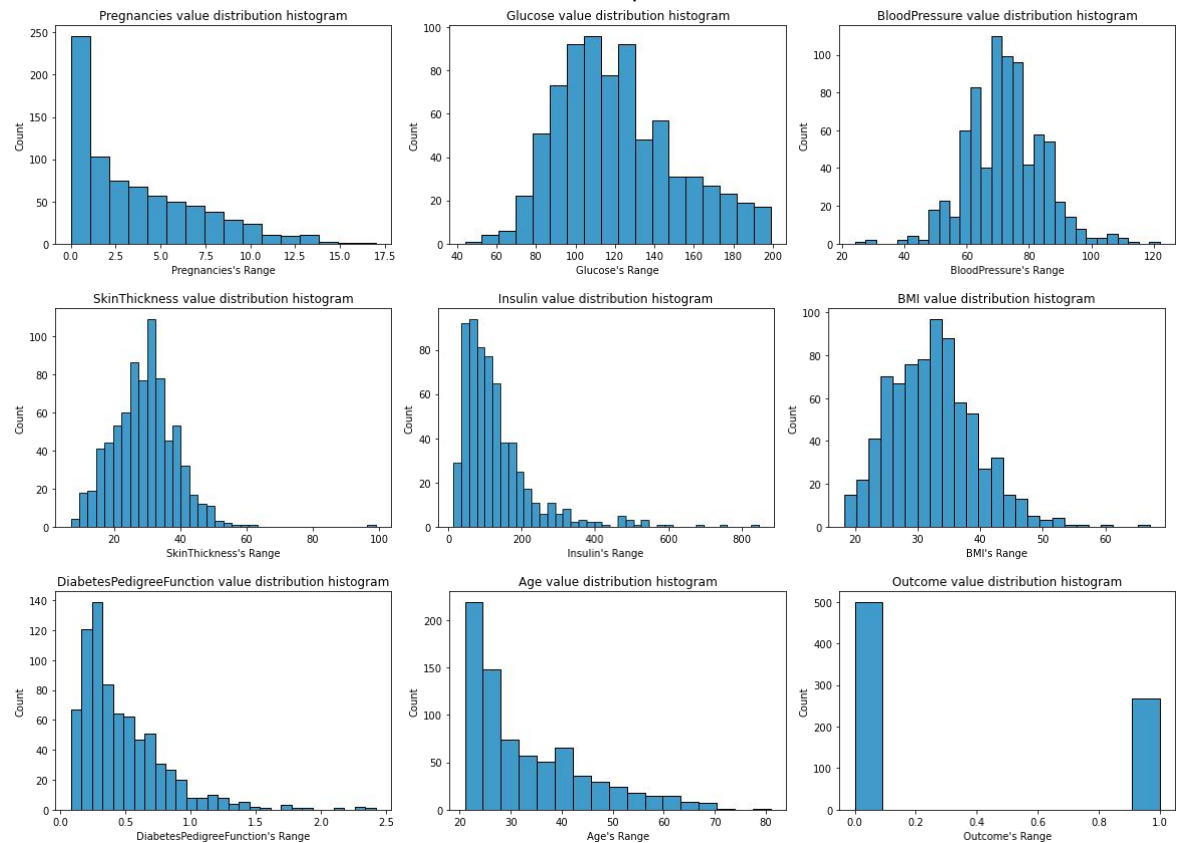 Pregnancies value distribution histogram
Count
250
200
150
100
50
0
0.0 2.5 5.0 7.5 10.0 12.5 15.0 17.5
Pregnancies's Range
Glucose value distribution histogram
Count
100
80
60
40
20
0
40 60 80 100 120 140 160 180 200
Glucose's Range
BloodPressure value distribution histogram
Count
100
80
60
40
20
0
20 40 60 80 100 120
BloodPressure's Range
SkinThickness value distribution histogram
Count
100
80
60
40
20
0
20 40 60 80 100
SkinThickness's Range
Insulin value distribution histogram
Count
80
60
40
20
0
0 200 400 600 800
Insulin's Range
BMI value distribution histogram
Count
100
80
60
40
20
0
20 30 40 50 60
BMI's Range
DiabetesPedigreeFunction value distribution histogram
Count
140
120
100
80
60
40
20
0
0.0 0.5 1.0 1.5 2.0 2.5
DiabetesPedigreeFunction's Range
Age value distribution histogram
Count
200
150
100
50
0
20 30 40 50 60 70 80
Age's Range
Outcome value distribution histogram
Count
500
400
300
200
100
0
0.0 0.2 0.4 0.6 0.8 1.0
Outcome's Range